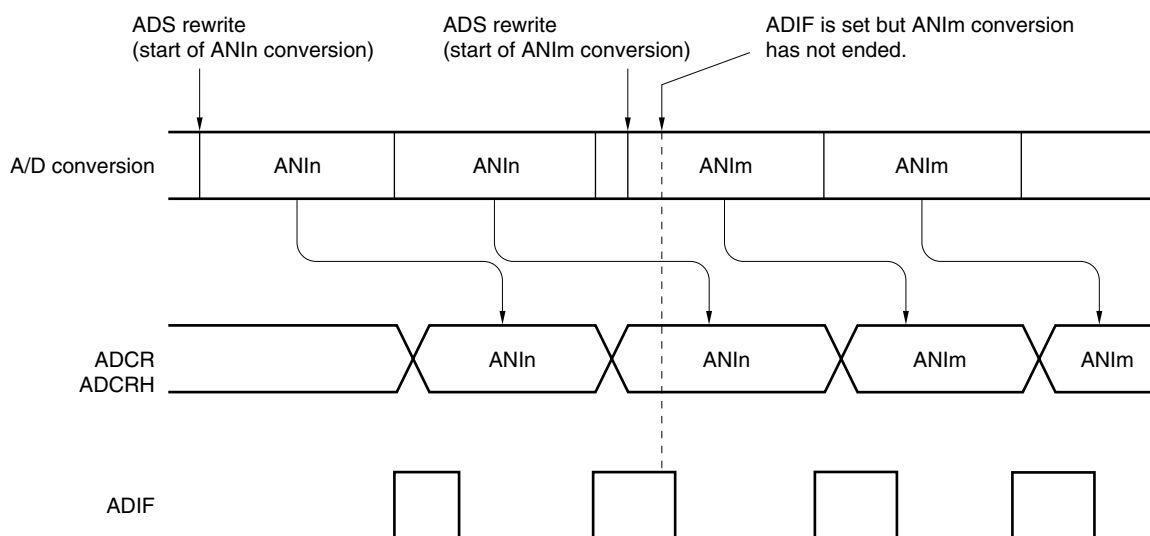 ADS rewrite
(start of ANIn conversion)
ADS rewrite
(start of ANIm conversion)
ADIF is set but ANIm conversion
has not ended.
A/D conversion
ANIn
ANIn
ANIm
ANIm
ADCR
ADCRH
ANIn
ANIn
ANIm
ANIm
ADIF